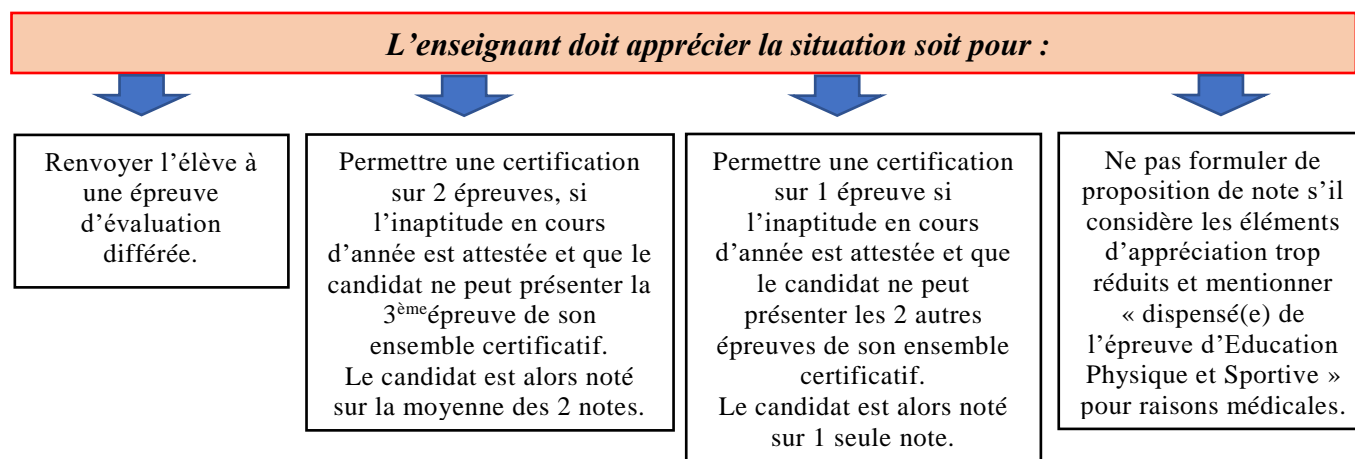 L’enseignant doit apprécier la situation soit pour :
Renvoyer l’élève à
une épreuve
d’évaluation
différée.
Permettre une certification
sur 2 épreuves, si
l’inaptitude en cours
d’année est attestée et que le
candidat ne peut présenter la
3ème épreuve de son
ensemble certificatif.
Le candidat est alors noté
sur la moyenne des 2 notes.
Permettre une certification
sur 1 épreuve si
l’inaptitude en cours
d’année est attestée et que
le candidat ne peut
présenter les 2 autres
épreuves de son ensemble
certificatif.
Le candidat est alors noté
sur 1 seule note.
Ne pas formuler de
proposition de note s’il
considère les éléments
d’appréciation trop
réduits et mentionner
« dispensé(e) de
l’épreuve d’Education
Physique et Sportive »
pour raisons médicales.